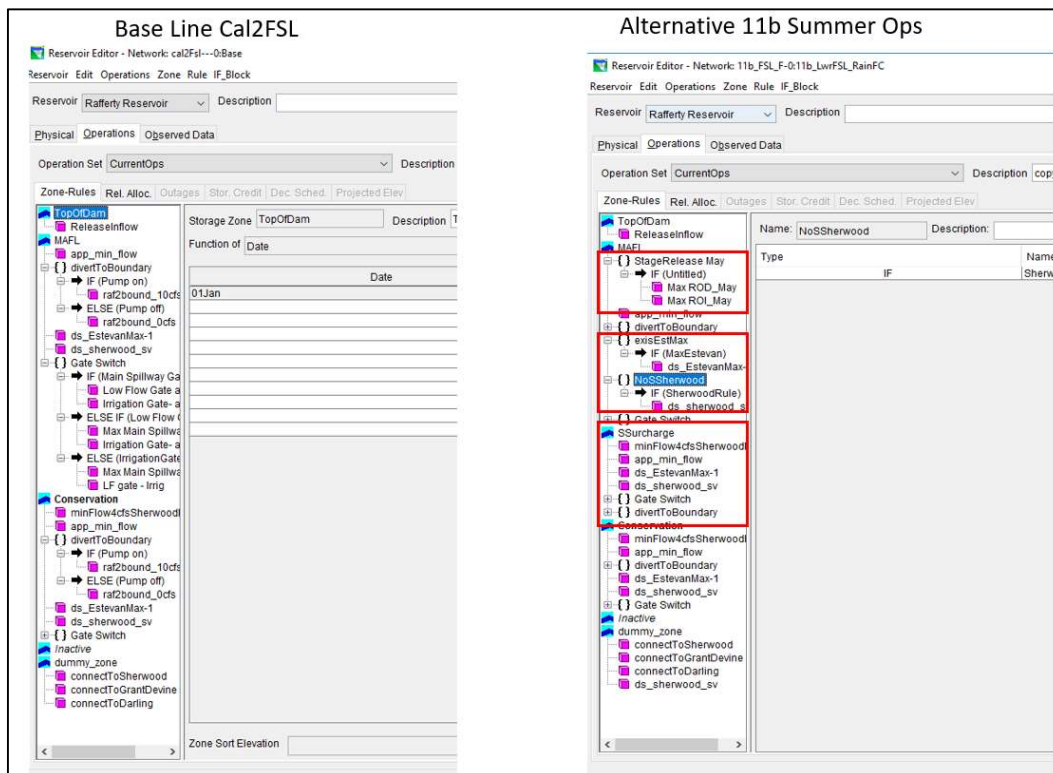 Base Line Cal2FSL
Reservoir Editor - Network: cal2Fsl---0:Base
Reservoir Edit Operations Zone Rule IF_Block
Reservoir Rafferty Reservoir Description
Physical Operations Observed Data
Operation Set CurrentOps Description
Zone-Rules Rel. Alloc. Outages Stor. Credit Dec. Sched. Projected Elev
TopOfDam
ReleaseInflow
MAFL
app_min_flow
divertToBoundary
IF (Pump on)
raf2bound_10cfs
ELSE (Pump off)
raf2bound_0cfs
ds_EstevanMax-1
ds_sherwood_sv
Gate Switch
IF (Main Spillway Ga
Low Flow Gate a
Irrigation Gate- a
ELSE IF (Low Flow (
Max Main Spillwa
Irrigation Gate- a
ELSE (IrrigationGate
Max Main Spillwa
LF gate - Irrig
Conservation
minFlow4cfsSherwoodI
app_min_flow
divertToBoundary
IF (Pump on)
raf2bound_10cfs
ELSE (Pump off)
raf2bound_0cfs
ds_EstevanMax-1
ds_sherwood_sv
Gate Switch
Inactive
dummy_zone
connectToSherwood
connectToGrantDevine
connectToDarling
Storage Zone TopOfDam Description T
Function of Date
Date
01Jan
Zone Sort Elevation
Alternative 11b Summer Ops
Reservoir Editor - Network: 11b_FSL_F-0:11b_LwrFSL_RainFC
Reservoir Edit Operations Zone Rule IF_Block
Reservoir Rafferty Reservoir Description
Physical Operations Observed Data
Operation Set CurrentOps Description copy
Zone-Rules Rel. Alloc. Outages Stor. Credit Dec. Sched. Projected Elev
TopOfDam
ReleaseInflow
MAFL
StageRelease May
IF (Untitled)
Max ROD_May
Max ROI_May
app_min_flow
divertToBoundary
exisEstMax
IF (MaxEstevan)
ds_EstevanMax-
NoSSherwood
IF (SherwoodRule)
ds_sherwood_s
Gate Switch
SSurcharge
minFlow4cfsSherwoodI
app_min_flow
ds_EstevanMax-1
ds_sherwood_sv
Gate Switch
divertToBoundary
Conservation
minFlow4cfsSherwoodI
app_min_flow
divertToBoundary
ds_EstevanMax-1
ds_sherwood_sv
Gate Switch
Inactive
dummy_zone
connectToSherwood
connectToGrantDevine
connectToDarling
ds_sherwood_sv
Name: NoSSherwood Description:
Type Name
IF Sherw